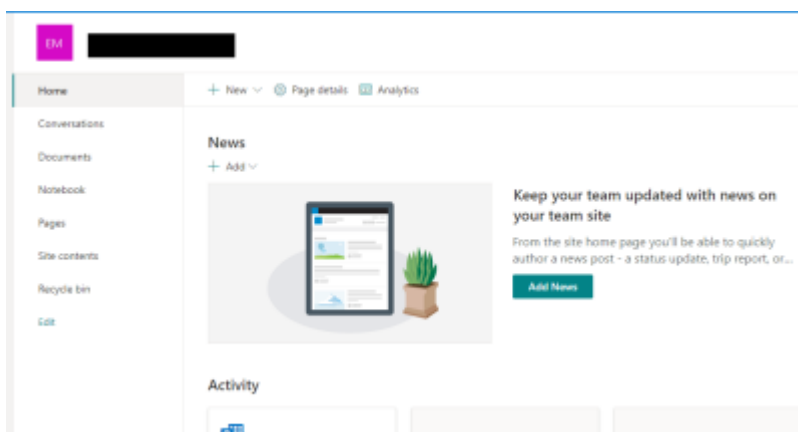 EM
Home
+ New Page details Analytics
Conversations
Documents
Notebook
Pages
Site contents
Recycle bin
Edit
News
+ Add
Keep your team updated with news on
your team site
From the site home page you'll be able to quickly
author a news post - a status update, trip report, or...
Add News
Activity